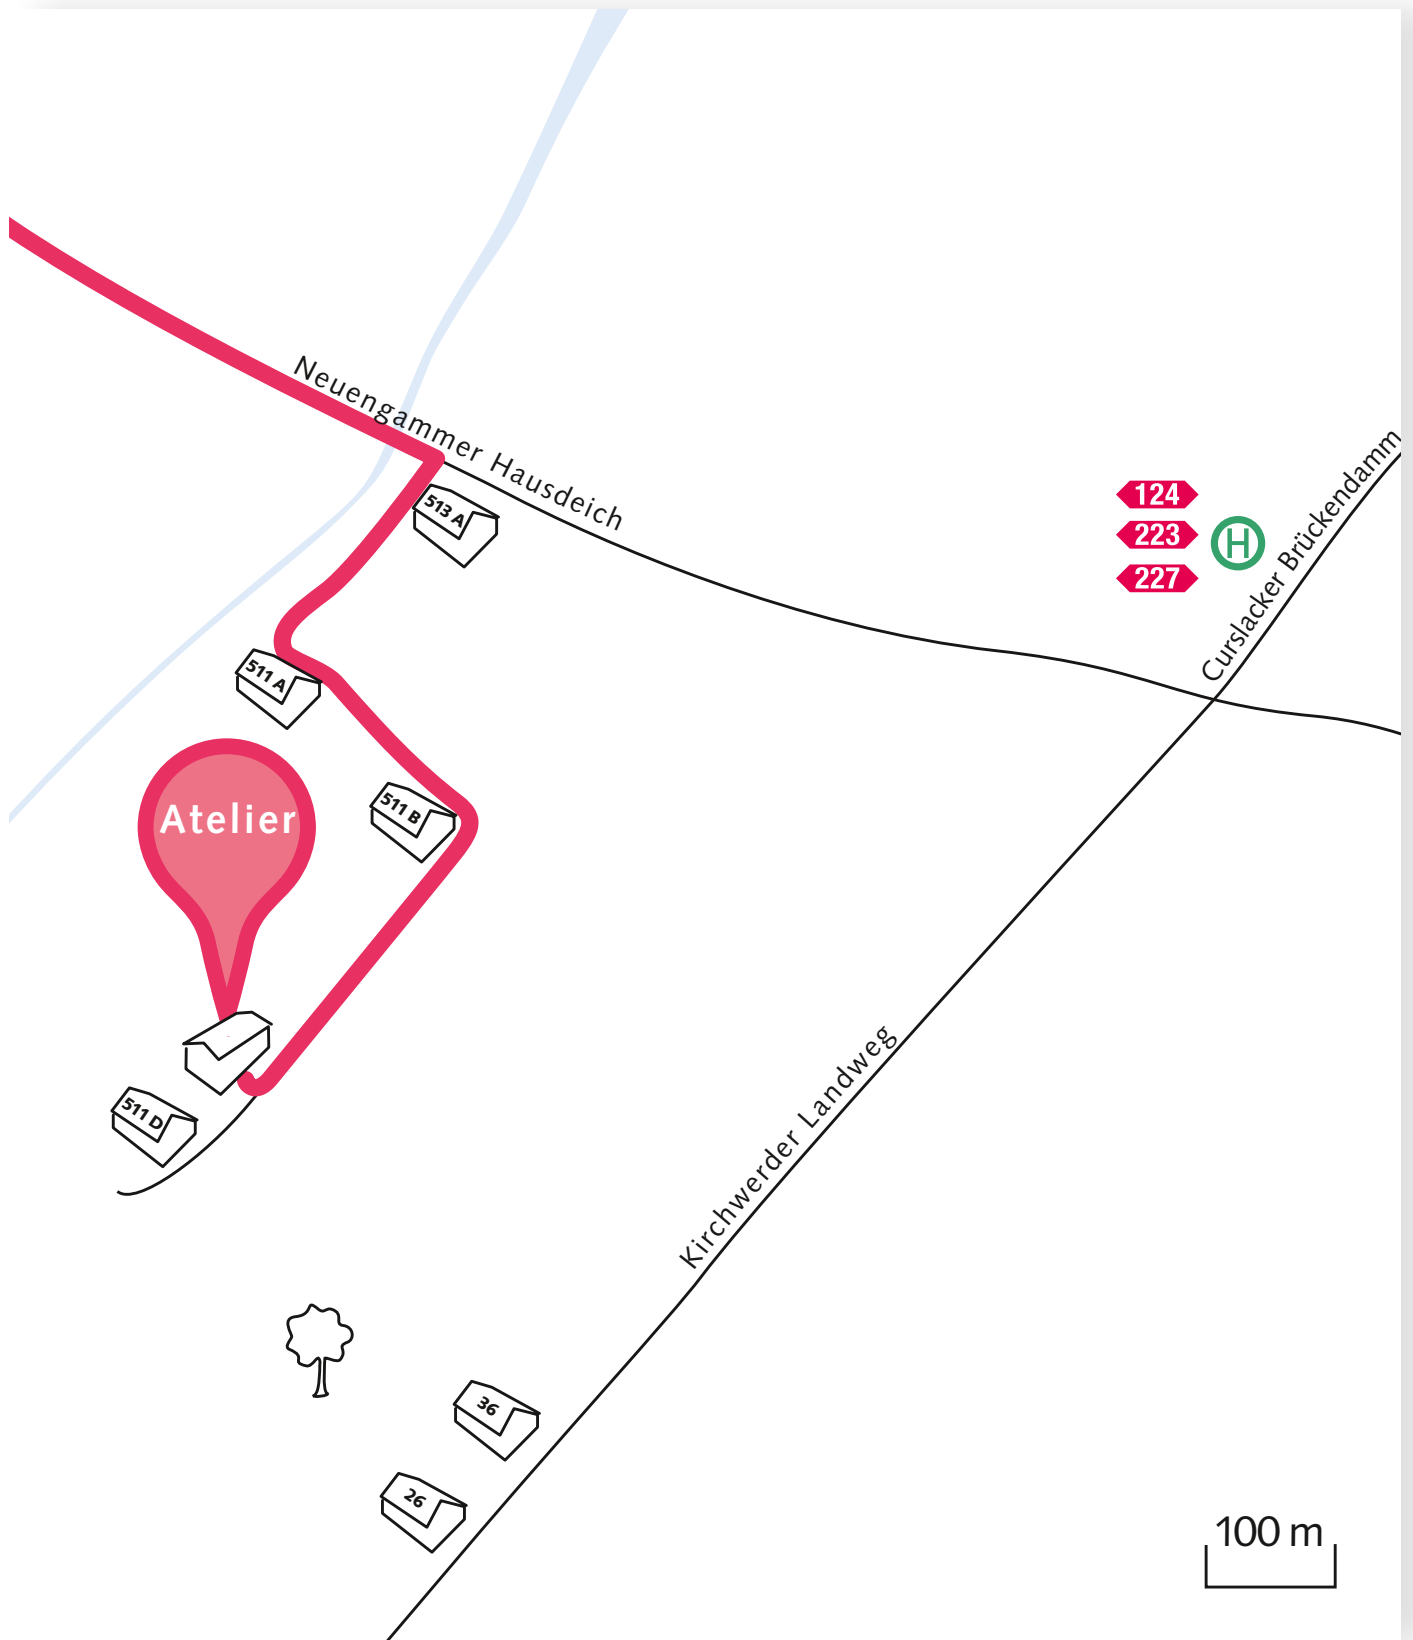 Neuengammer Hausdeich
Curslacker Brückendamm
124
223
227
H
513 A
511 A
511 B
Atelier
511 D
Kirchwerder Landweg
36
26
100 m